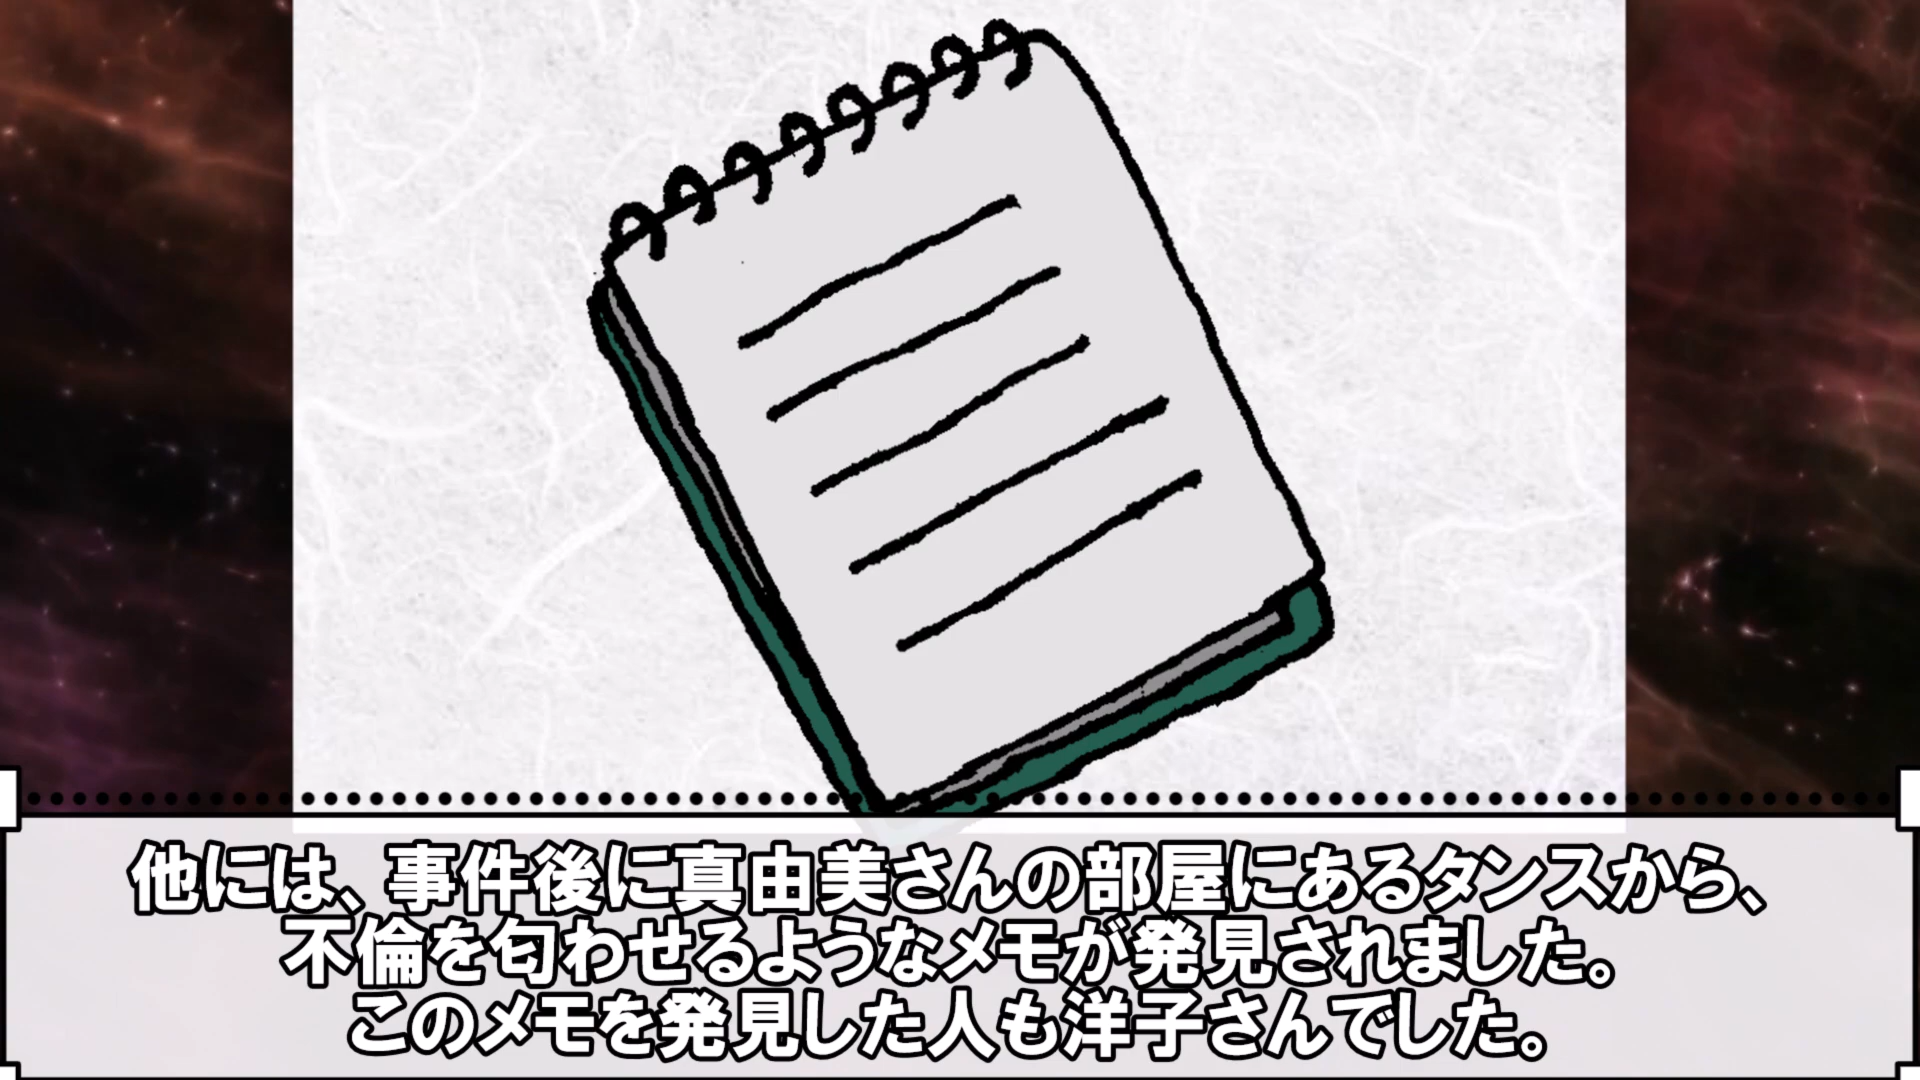 他には、事件後に真由美さんの部屋にあるタンスから、
不倫を匂わせるようなメモが発見されました。
このメモを発見した人も洋子さんでした。